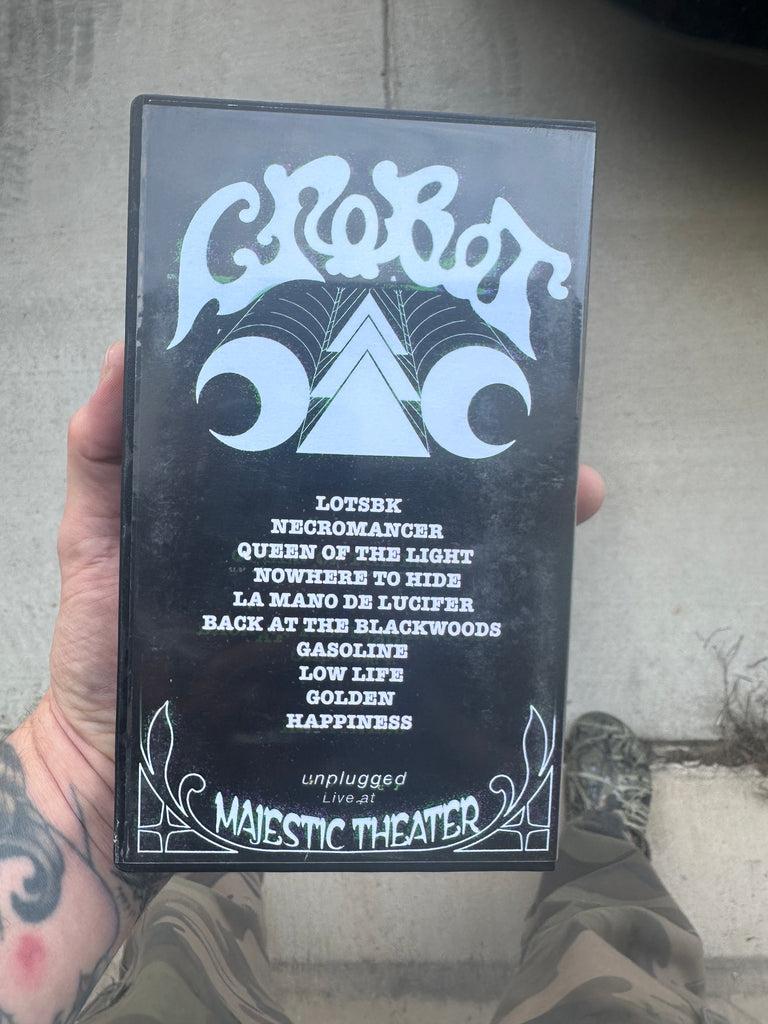 CROBOT
LOTSBK
NECROMANCER
QUEEN OF THE LIGHT
NOWHERE TO HIDE
LA MANO DE LUCIFER
BACK AT THE BLACKWOODS
GASOLINE
LOW LIFE
GOLDEN
HAPPINESS
unplugged
Live at
MAJESTIC THEATER